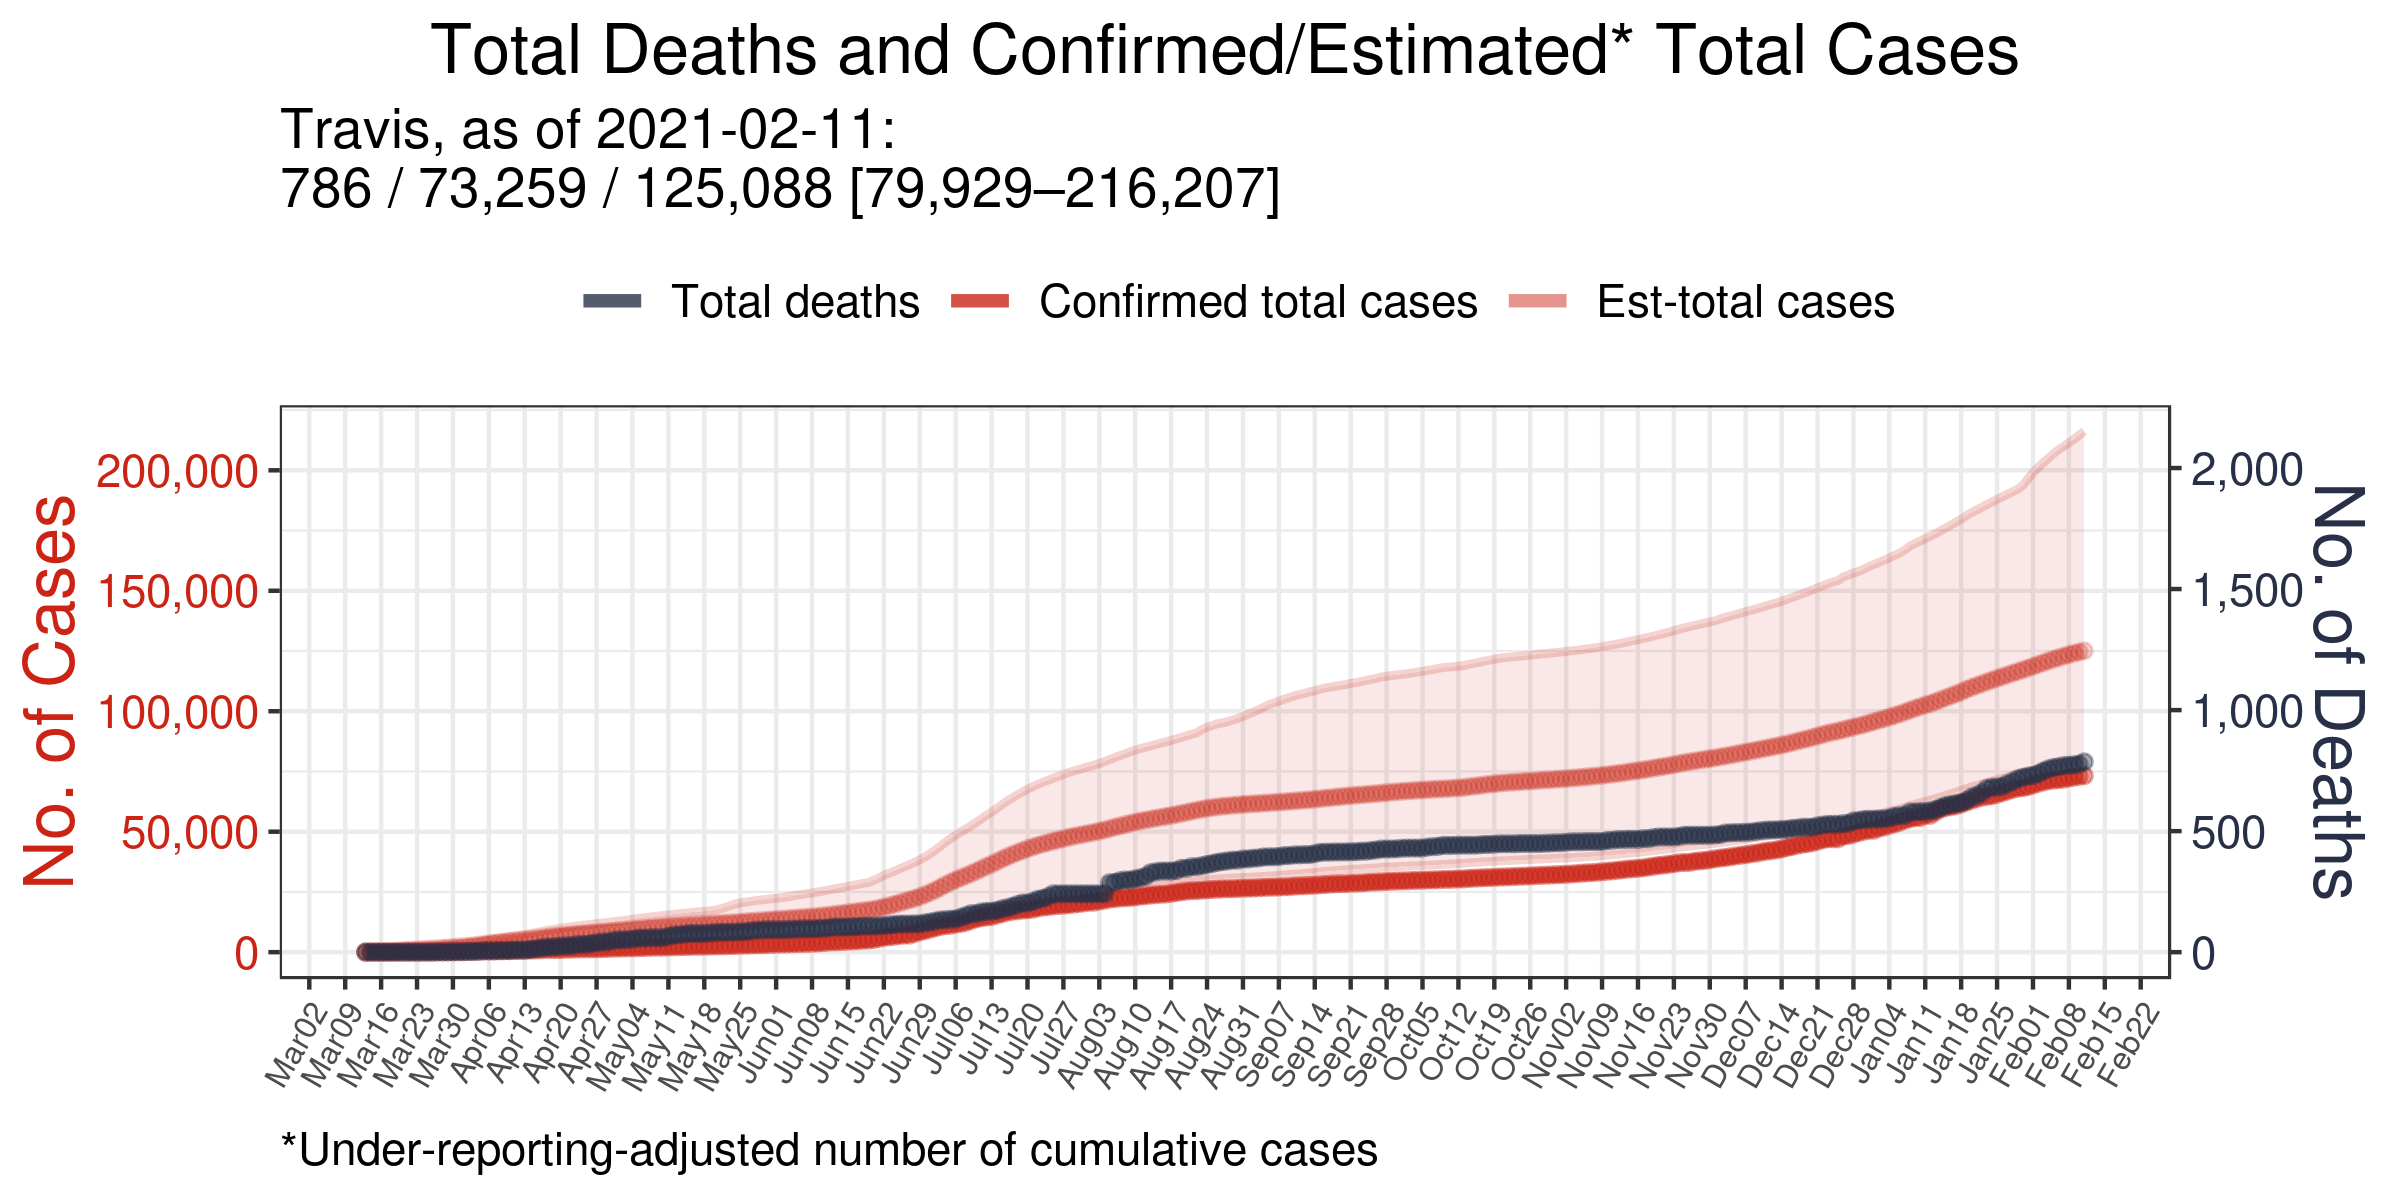 Total Deaths and Confirmed/Estimated* Total Cases
Travis, as of 2021-02-11:
786 / 73,259 / 125,088 [79,929–216,207]
Total deaths
Confirmed total cases
Est-total cases
No. of Cases
200,000
150,000
100,000
50,000
0
2,000
1,500
1,000
500
0
No. of Deaths
Mar02
Mar09
Mar16
Mar23
Mar30
Apr06
Apr13
Apr20
Apr27
May04
May11
May18
May25
Jun01
Jun08
Jun15
Jun22
Jun29
Jul06
Jul13
Jul20
Jul27
Aug03
Aug10
Aug17
Aug24
Aug31
Sep07
Sep14
Sep21
Sep28
Oct05
Oct12
Oct19
Oct26
Nov02
Nov09
Nov16
Nov23
Nov30
Dec07
Dec14
Dec21
Dec28
Jan04
Jan11
Jan18
Jan25
Feb01
Feb08
Feb15
Feb22
*Under-reporting-adjusted number of cumulative cases